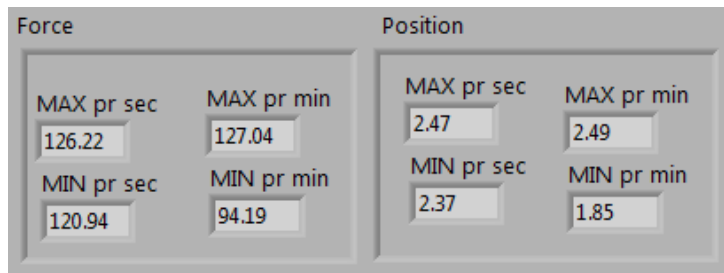 Force
MAX pr sec
MAX pr min
126.22
127.04
MIN pr sec
MIN pr min
120.94
94.19
Position
MAX pr sec
MAX pr min
2.47
2.49
MIN pr sec
MIN pr min
2.37
1.85